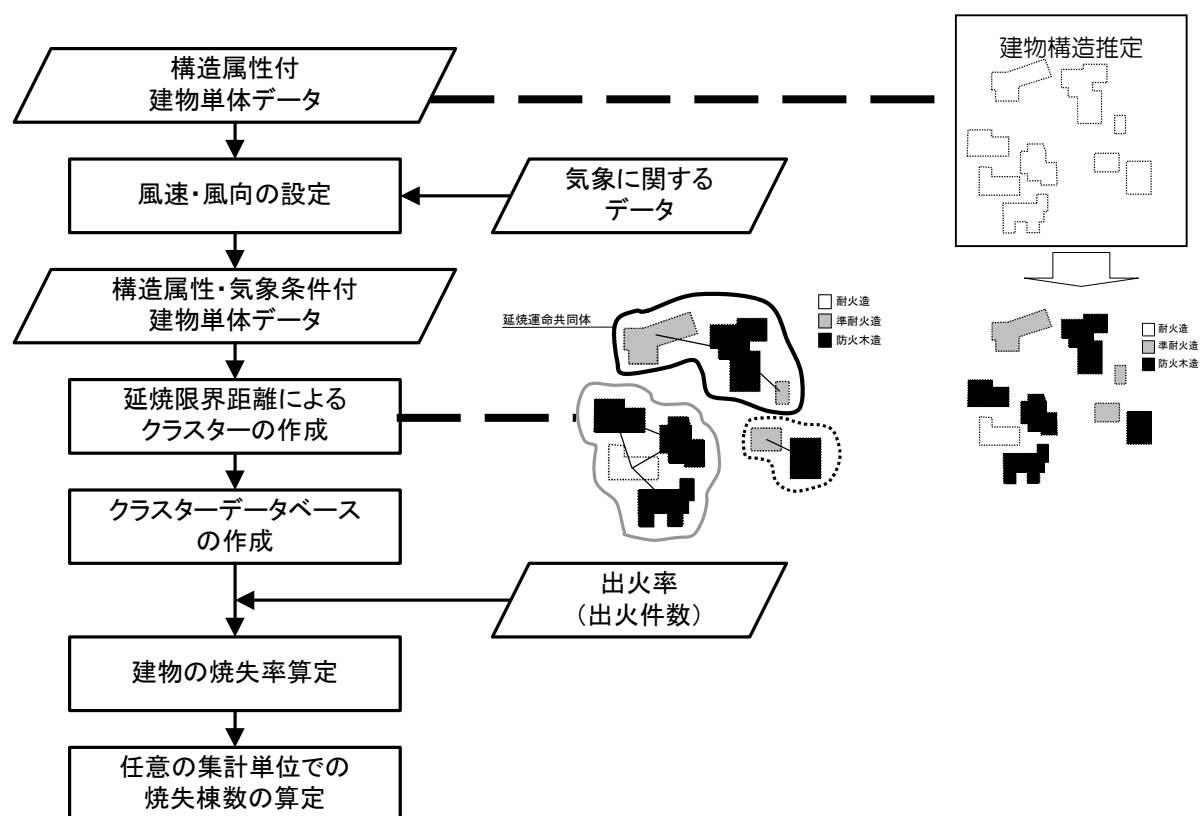 構造属性付
建物単体データ
風速・風向の設定
気象に関する
データ
構造属性・気象条件付
建物単体データ
延焼限界距離による
クラスターの作成
クラスターデータベース
の作成
出火率
（出火件数）
建物の焼失率算定
任意の集計単位での
焼失棟数の算定
延焼運命共同体
耐火造
準耐火造
防火木造
建物構造推定
耐火造
準耐火造
防火木造